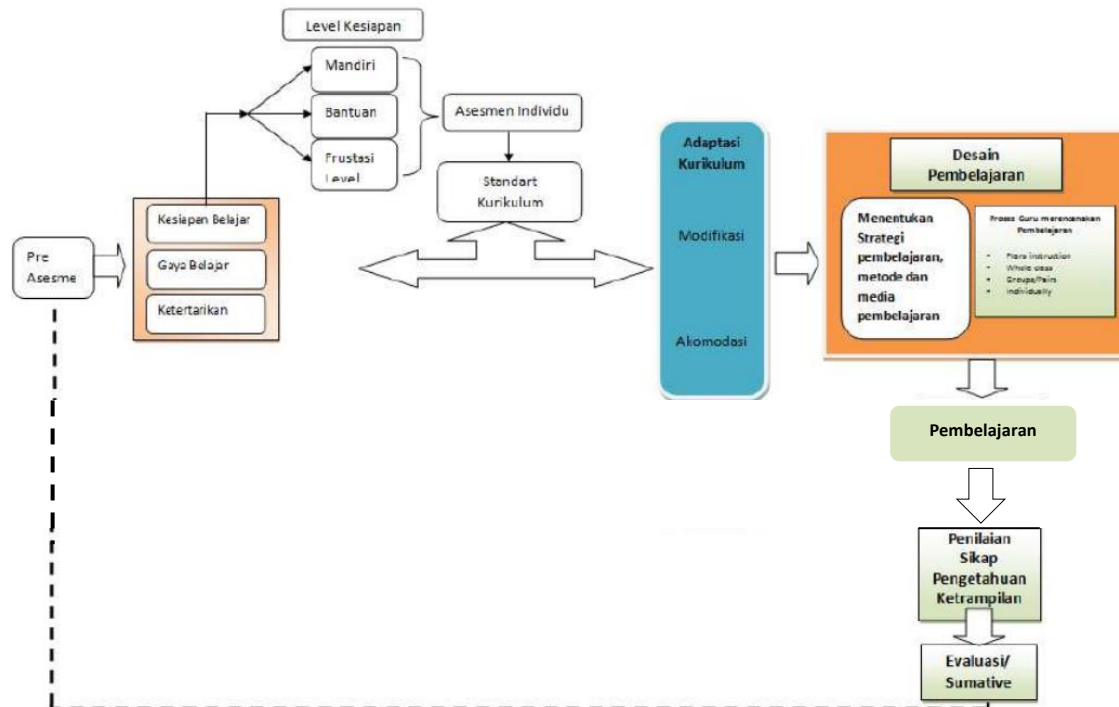 Level Kesiapan
Mandiri
Bantuan
Frustasi
Level
Asesmen Individu
Standart
Kurikulum
Kesiapan Belajar
Gaya Belajar
Ketertarikan
Pre
Asesme
Adaptasi
Kurikulum
Modifikasi
Akomodasi
Desain
Pembelajaran
Menentukan
Strategi
pembelajaran,
metode dan
media
pembelajaran
Proses Guru merencanakan
Pembelajaran
• instruction
• Whole class
• Groups/Pairs
• Individually
Pembelajaran
Penilaian
Sikap
Pengetahuan
Ketrampilan
Evaluasi/
Sumative